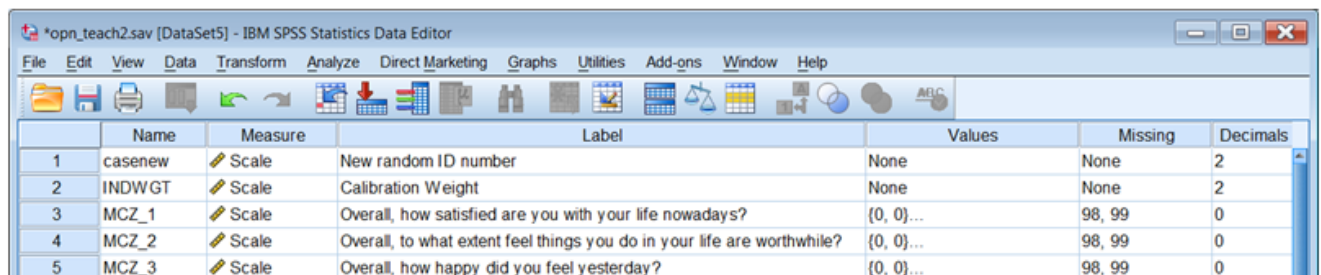 *opn_teach2.sav [DataSet5] - IBM SPSS Statistics Data Editor
File Edit View Data Transform Analyze Direct Marketing Graphs Utilities Add-ons Window Help
Name Measure Label Values Missing Decimals
1 casenew Scale New random ID number None None 2
2 INDWGT Scale Calibration Weight None None 2
3 MCZ_1 Scale Overall, how satisfied are you with your life nowadays? {0, 0}... 98, 99 0
4 MCZ_2 Scale Overall, to what extent feel things you do in your life are worthwhile? {0, 0}... 98, 99 0
5 MCZ_3 Scale Overall, how happy did you feel yesterday? {0, 0}... 98, 99 0